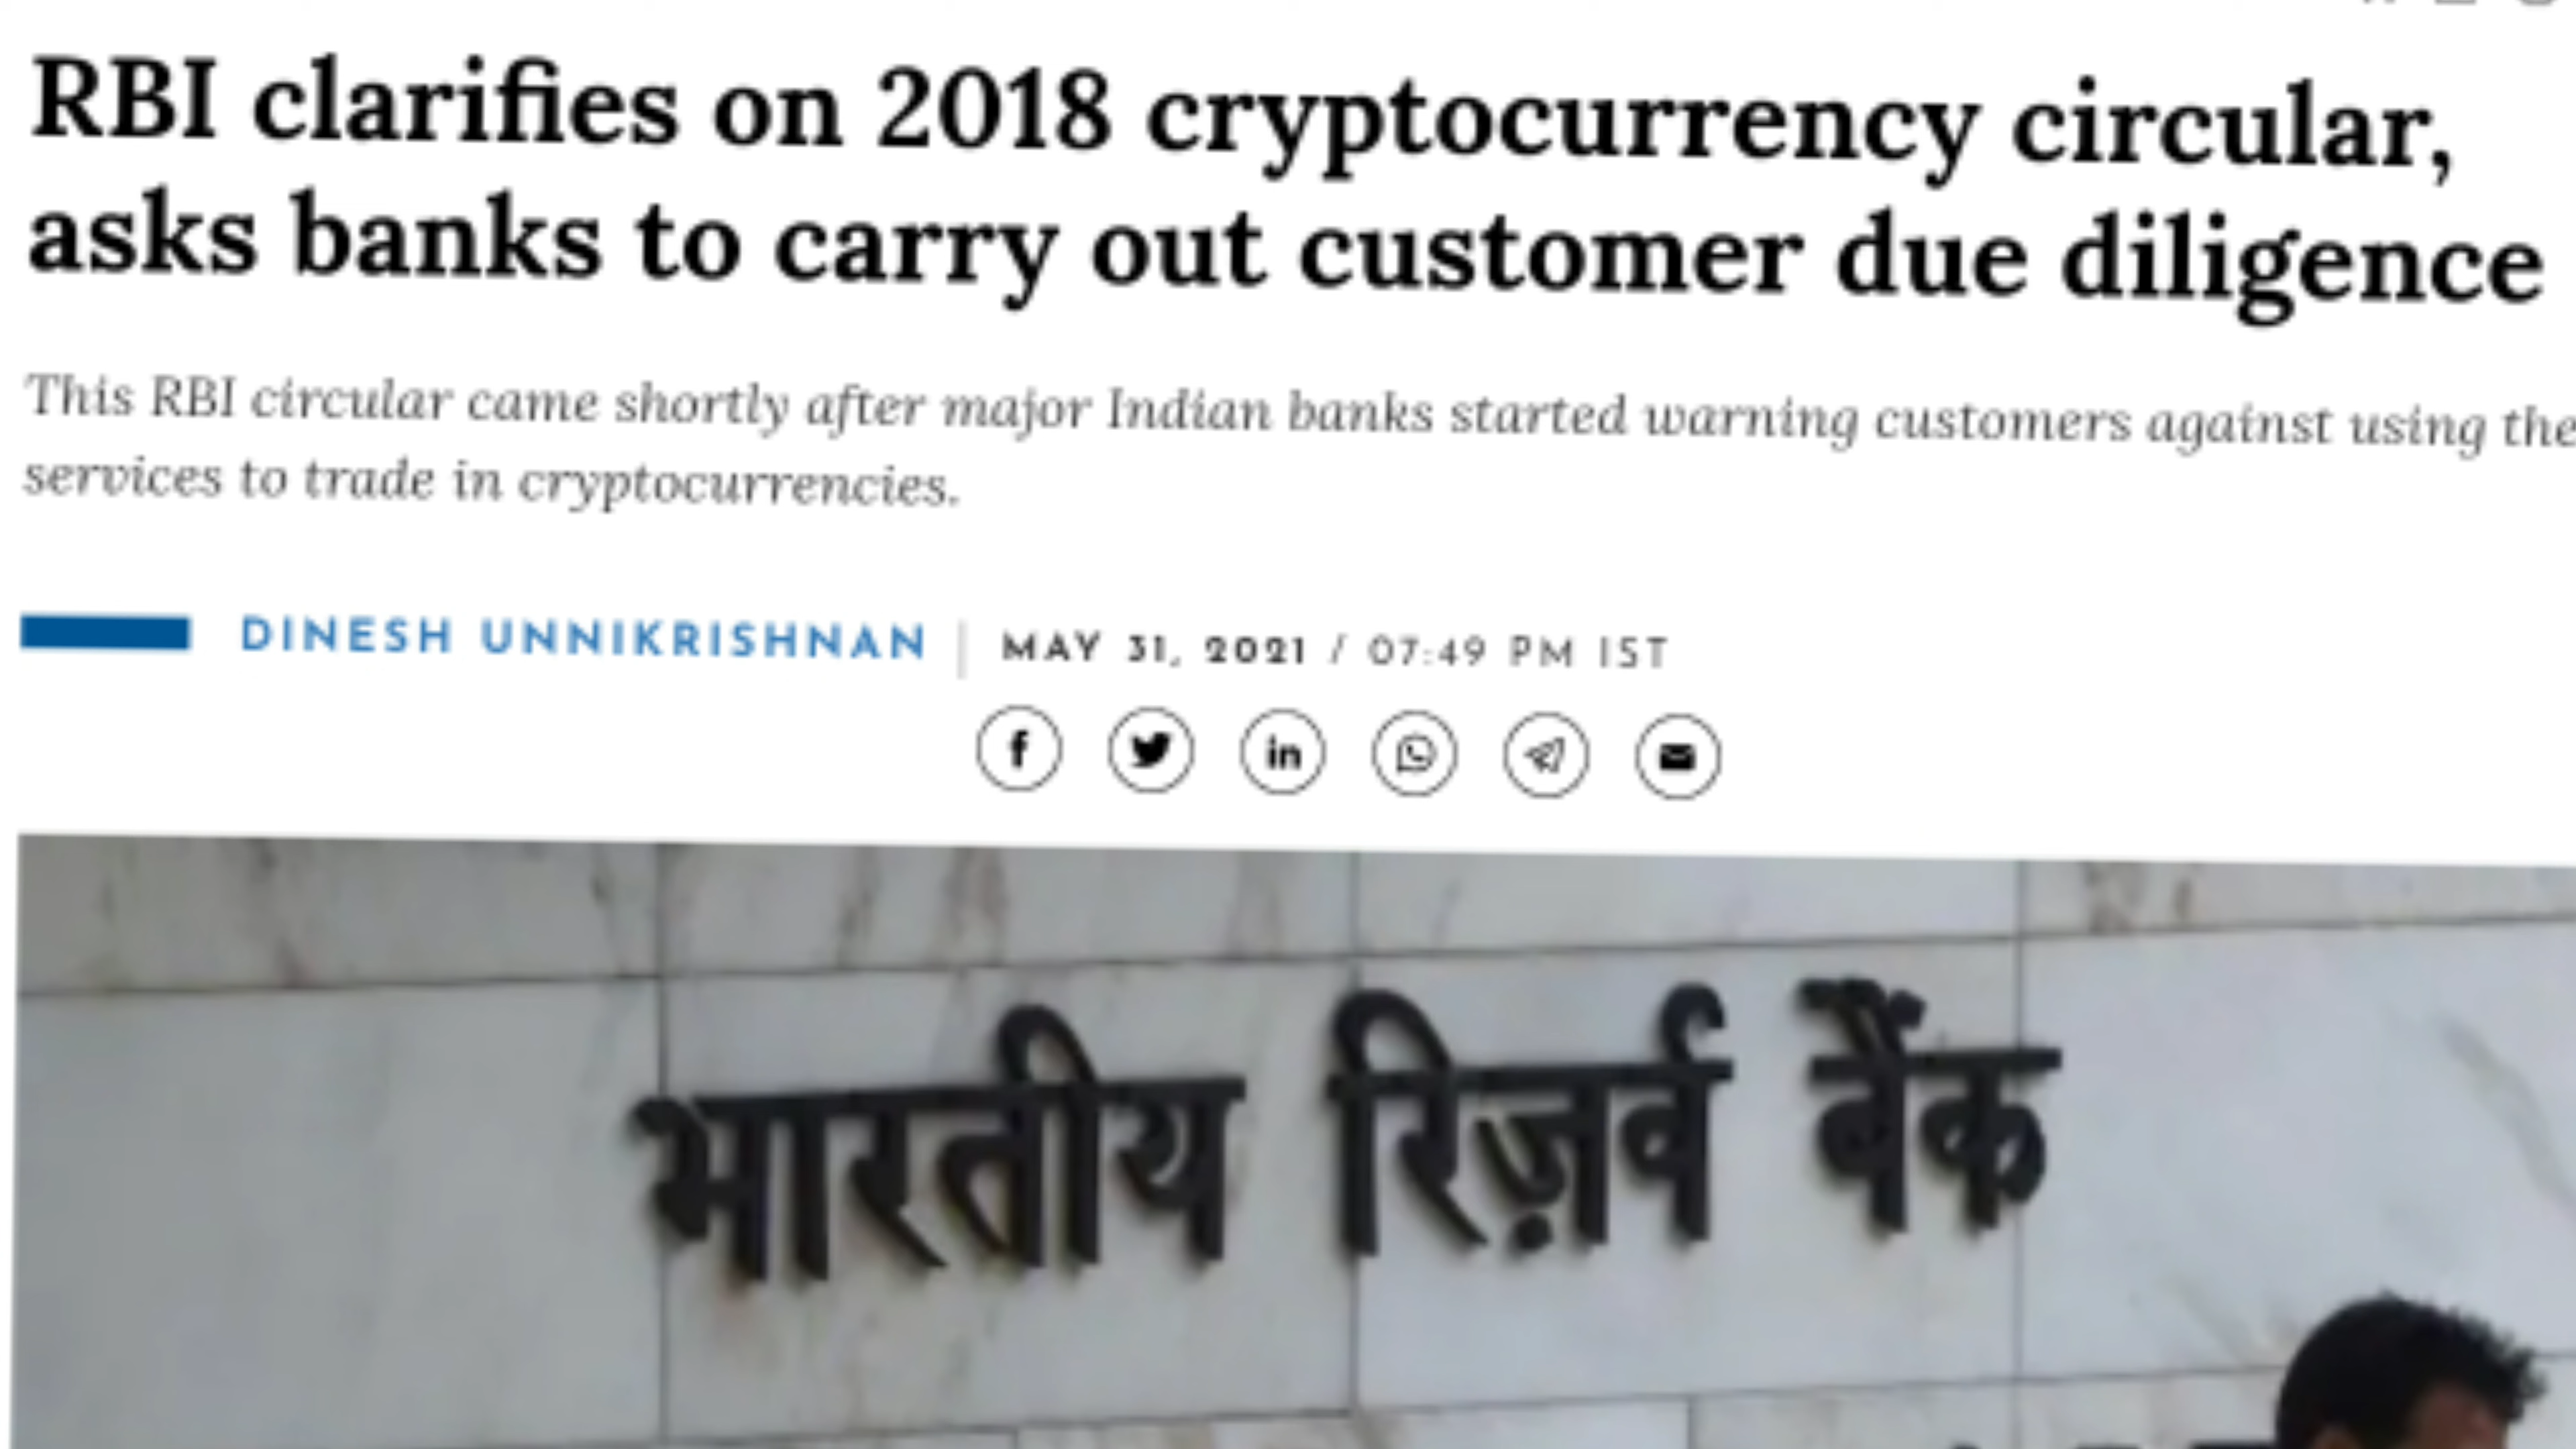 RBI clarifies on 2018 cryptocurrency circular,
asks banks to carry out customer due diligence
This RBI circular came shortly after major Indian banks started warning customers against using the
services to trade in cryptocurrencies.
DINESH UNNIKRISHNAN | MAY 31, 2021 / 07:49 PM IST
भारतीय रिज़र्व बैंक